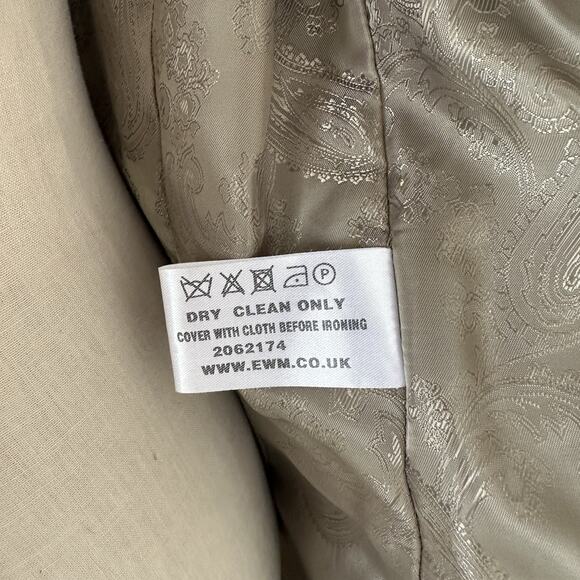 P
DRY CLEAN ONLY
COVER WITH CLOTH BEFORE IRONING
2062174
WWW.EWM.CO.UK